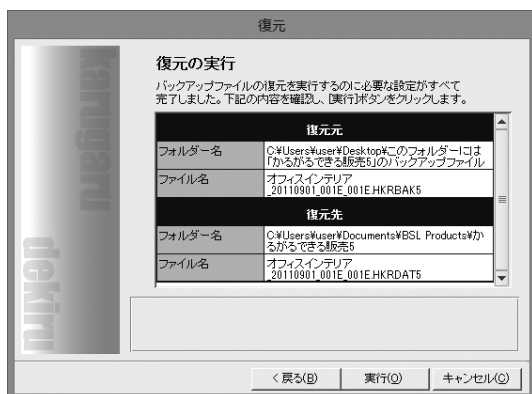 復元
karugaru
dekiru
復元の実行
バックアップファイルの復元を実行するのに必要な設定がすべて
完了しました。下記の内容を確認し、[実行]ボタンをクリックします。
復元元
フォルダー名
C:¥Users¥user¥Desktop¥このフォルダーには
「かるがるできる販売5」のバックアップファイル
ファイル名
オフィスインテリア
_20110901_001E_001E.HKRBAK5
復元先
フォルダー名
C:¥Users¥user¥Documents¥BSL Products¥か
るがるできる販売5
ファイル名
オフィスインテリア
_20110901_001E_001E.HKRDAT5
< 戻る(B)
実行(O)
キャンセル(C)